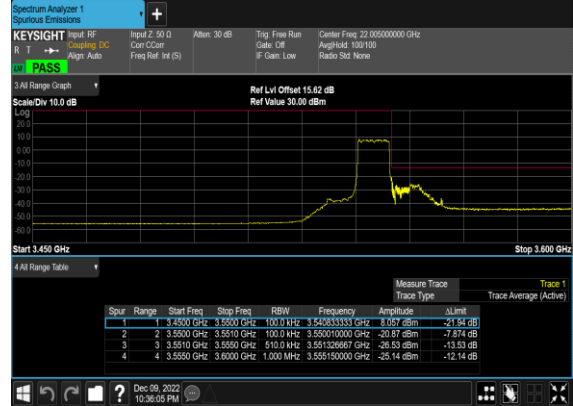 Spectrum Analyzer 1
Spurious Emissions
KEYSIGHT Input: RF Input Z: 50 Ω Atten: 30 dB Trig: Free Run Center Freq: 22.005000000 GHz
R T Coupling: DC Corr CCorr Gate: Off Avg|Hold: 100/100
Align: Auto Freq Ref: Int (S) IF Gain: Low Radio Std: None
PASS
3 All Range Graph
Ref Lvl Offset 15.62 dB
Scale/Div 10.0 dB Ref Value 30.00 dBm
Log
20.0
10.0
0.00
-10.0
-20.0
-30.0
-40.0
-50.0
-60.0
Start 3.450 GHz Stop 3.600 GHz
4 All Range Table
Measure Trace Trace 1
Trace Type Trace Average (Active)
Spur Range Start Freq Stop Freq RBW Frequency Amplitude ΔLimit
1 1 3.4500 GHz 3.5500 GHz 100.0 kHz 3.540833333 GHz 8.057 dBm -21.94 dB
2 2 3.5500 GHz 3.5510 GHz 100.0 kHz 3.550010000 GHz -20.87 dBm -7.874 dB
3 3 3.5510 GHz 3.5550 GHz 510.0 kHz 3.551326667 GHz -26.53 dBm -13.53 dB
4 4 3.5550 GHz 3.6000 GHz 1.000 MHz 3.555150000 GHz -25.14 dBm -12.14 dB
? Dec 09, 2022
10:36:05 PM